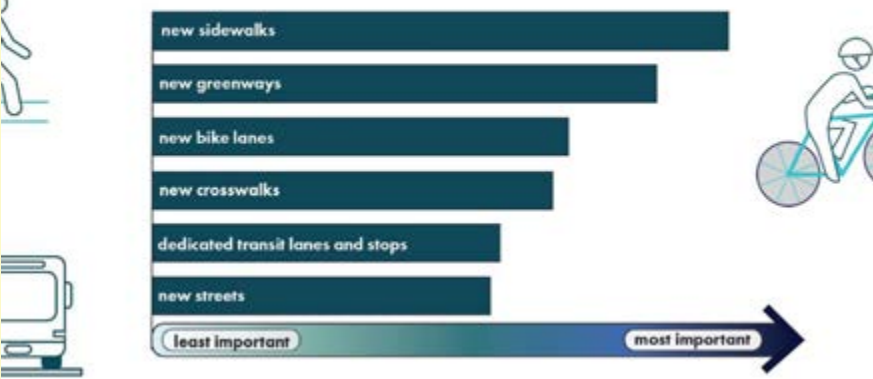 new sidewalks
new greenways
new bike lanes
new crosswalks
dedicated transit lanes and stops
new streets
least important
most important